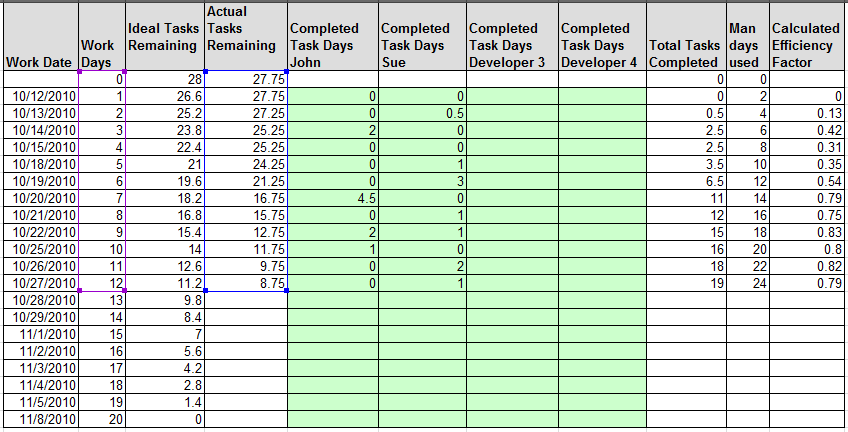 Work Date Work Days Ideal Tasks Remaining Actual Tasks Remaining Completed Task Days John Completed Task Days Sue Completed Task Days Developer 3 Completed Task Days Developer 4 Total Tasks Completed Man days used Calculated Efficiency Factor
0 28 27.75 0 0
10/12/2010 1 26.6 27.75 0 0 0 2 0
10/13/2010 2 25.2 27.25 0 0.5 0.5 4 0.13
10/14/2010 3 23.8 25.25 2 0 2.5 6 0.42
10/15/2010 4 22.4 25.25 0 0 2.5 8 0.31
10/18/2010 5 21 24.25 0 1 3.5 10 0.35
10/19/2010 6 19.6 21.25 0 3 6.5 12 0.54
10/20/2010 7 18.2 16.75 4.5 0 11 14 0.79
10/21/2010 8 16.8 15.75 0 1 12 16 0.75
10/22/2010 9 15.4 12.75 2 1 15 18 0.83
10/25/2010 10 14 11.75 1 0 16 20 0.8
10/26/2010 11 12.6 9.75 0 2 18 22 0.82
10/27/2010 12 11.2 8.75 0 1 19 24 0.79
10/28/2010 13 9.8
10/29/2010 14 8.4
11/1/2010 15 7
11/2/2010 16 5.6
11/3/2010 17 4.2
11/4/2010 18 2.8
11/5/2010 19 1.4
11/8/2010 20 0